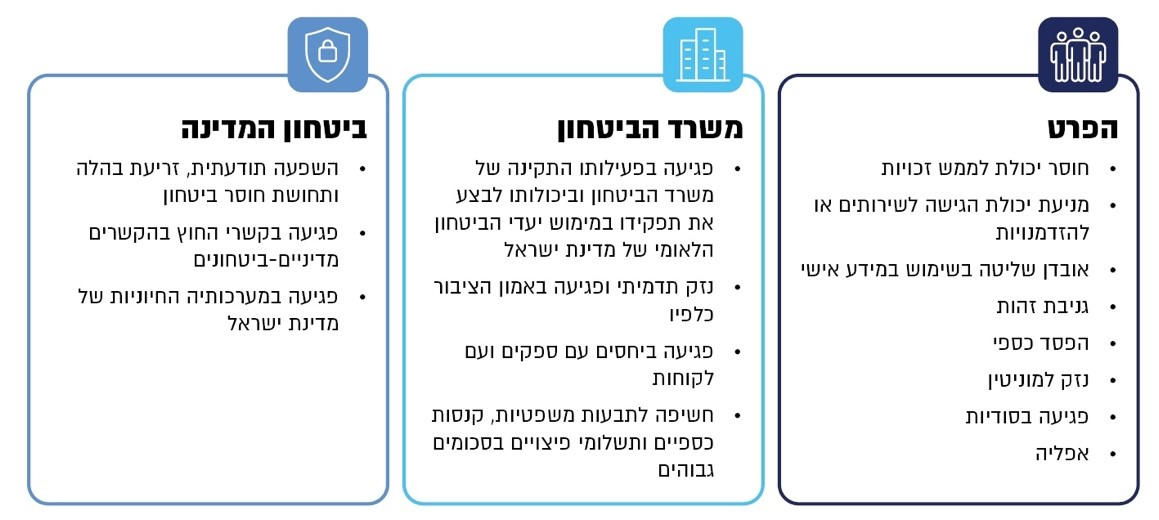 הפרט
• חוסר יכולת לממש זכויות
• מניעת יכולת הגישה לשירותים או
להזדמנויות
• אובדן שליטה בשימוש במידע אישי
• גניבת זהות
• הפסד כספי
• נזק למוניטין
• פגיעה בסודיות
• אפליה
משרד הביטחון
• פגיעה בפעילותו התקינה של
משרד הביטחון וביכולותו לבצע
את תפקידו במימוש יעדי הביטחון
הלאומי של מדינת ישראל
• נזק תדמיתי ופגיעה באמון הציבור
כלפיו
• פגיעה ביחסים עם ספקים ועם
לקוחות
• חשיפה לתבעות משפטיות, קנסות
כספיים ותשלומי פיצויים בסכומים
גבוהים
ביטחון המדינה
• השפעה תודעתית, זריעת בהלה
ותחושת חוסר ביטחון
• פגיעה בקשרי החוץ בהקשרים
מדיניים-ביטחונים
• פגיעה במערכותיה החיוניות של
מדינת ישראל